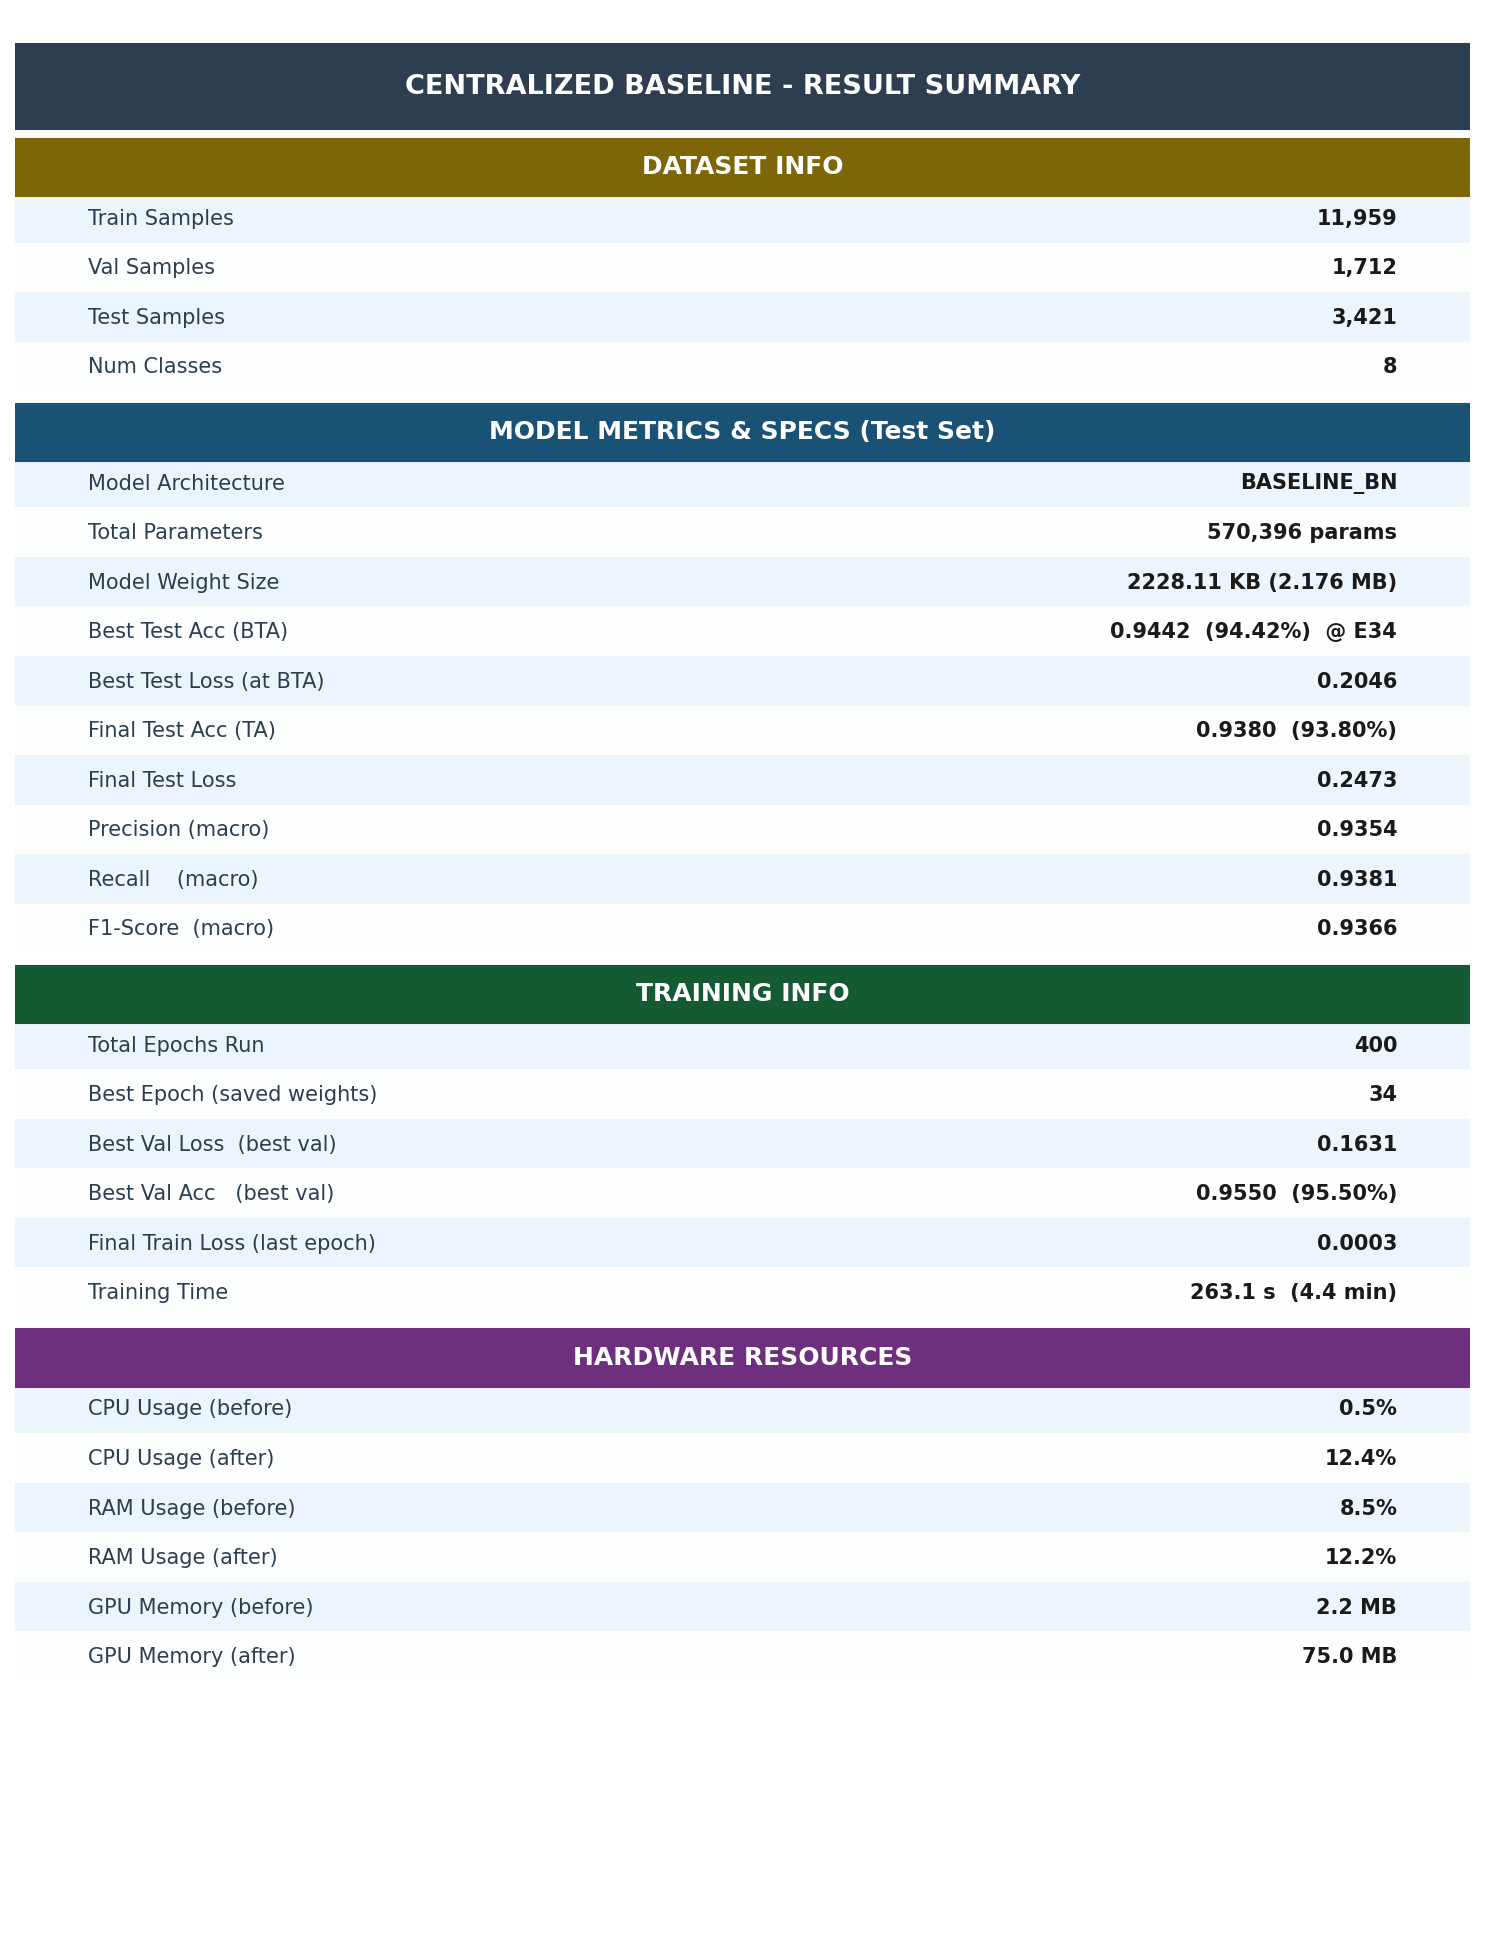 CENTRALIZED BASELINE - RESULT SUMMARY
DATASET INFO
Train Samples 11,959
Val Samples 1,712
Test Samples 3,421
Num Classes 8
MODEL METRICS & SPECS (Test Set)
Model Architecture BASELINE_BN
Total Parameters 570,396 params
Model Weight Size 2228.11 KB (2.176 MB)
Best Test Acc (BTA) 0.9442 (94.42%) @ E34
Best Test Loss (at BTA) 0.2046
Final Test Acc (TA) 0.9380 (93.80%)
Final Test Loss 0.2473
Precision (macro) 0.9354
Recall (macro) 0.9381
F1-Score (macro) 0.9366
TRAINING INFO
Total Epochs Run 400
Best Epoch (saved weights) 34
Best Val Loss (best val) 0.1631
Best Val Acc (best val) 0.9550 (95.50%)
Final Train Loss (last epoch) 0.0003
Training Time 263.1 s (4.4 min)
HARDWARE RESOURCES
CPU Usage (before) 0.5%
CPU Usage (after) 12.4%
RAM Usage (before) 8.5%
RAM Usage (after) 12.2%
GPU Memory (before) 2.2 MB
GPU Memory (after) 75.0 MB